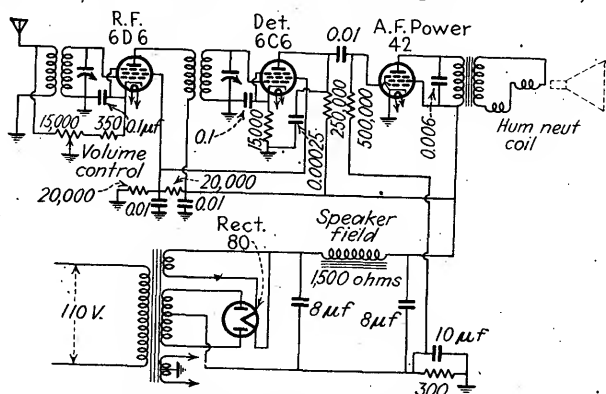 R.F.
6D6
Det.
6C6
0.01
A.F. Power
42
15,000
350
0.1μf
Volume
control
0.1
15,000
0.00025
250,000
500,000
0.006
Hum neut
coil
20,000
20,000
0.01
0.01
Rect.
80
Speaker
field
1,500 ohms
110 V.
8μf
8μf
10 μf
300